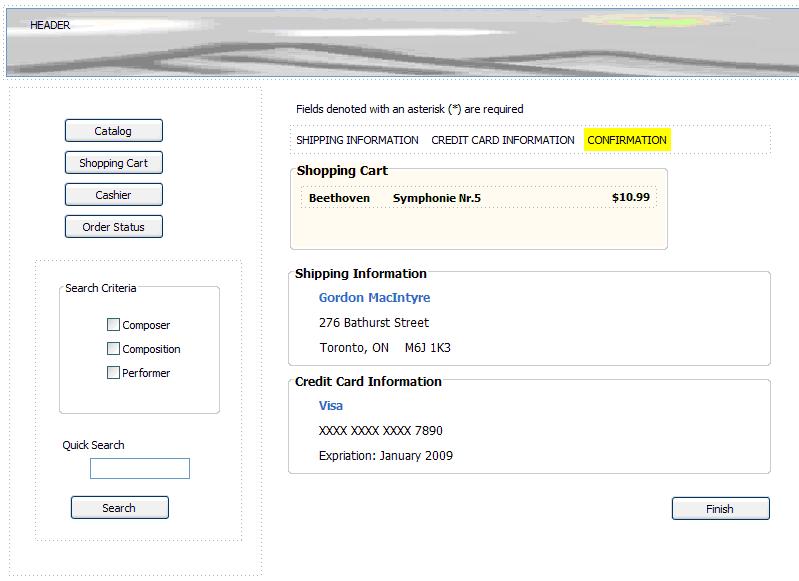 HEADER
Catalog
Shopping Cart
Cashier
Order Status
Search Criteria
Composer
Composition
Performer
Quick Search
Search
Fields denoted with an asterisk (*) are required
SHIPPING INFORMATION CREDIT CARD INFORMATION CONFIRMATION
Shopping Cart
Beethoven Symphonie Nr.5 $10.99
Shipping Information
Gordon MacIntyre
276 Bathurst Street
Toronto, ON M6J 1K3
Credit Card Information
Visa
XXXX XXXX XXXX 7890
Expriation: January 2009
Finish